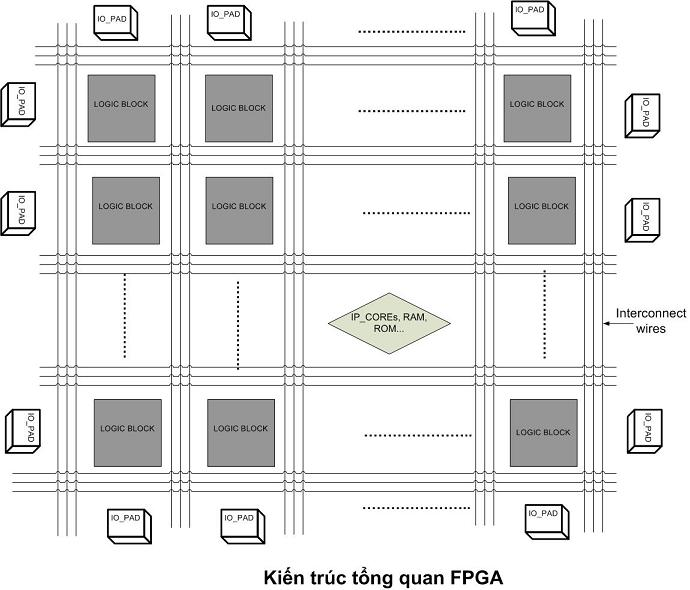 IO_PAD
IO_PAD
IO_PAD
IO_PAD
LOGIC BLOCK
LOGIC BLOCK
LOGIC BLOCK
IO_PAD
IO_PAD
LOGIC BLOCK
LOGIC BLOCK
LOGIC BLOCK
IO_PAD
IP_COREs, RAM,
ROM...
Interconnect
wires
IO_PAD
LOGIC BLOCK
LOGIC BLOCK
LOGIC BLOCK
IO_PAD
IO_PAD
IO_PAD
IO_PAD
Kiến trúc tổng quan FPGA